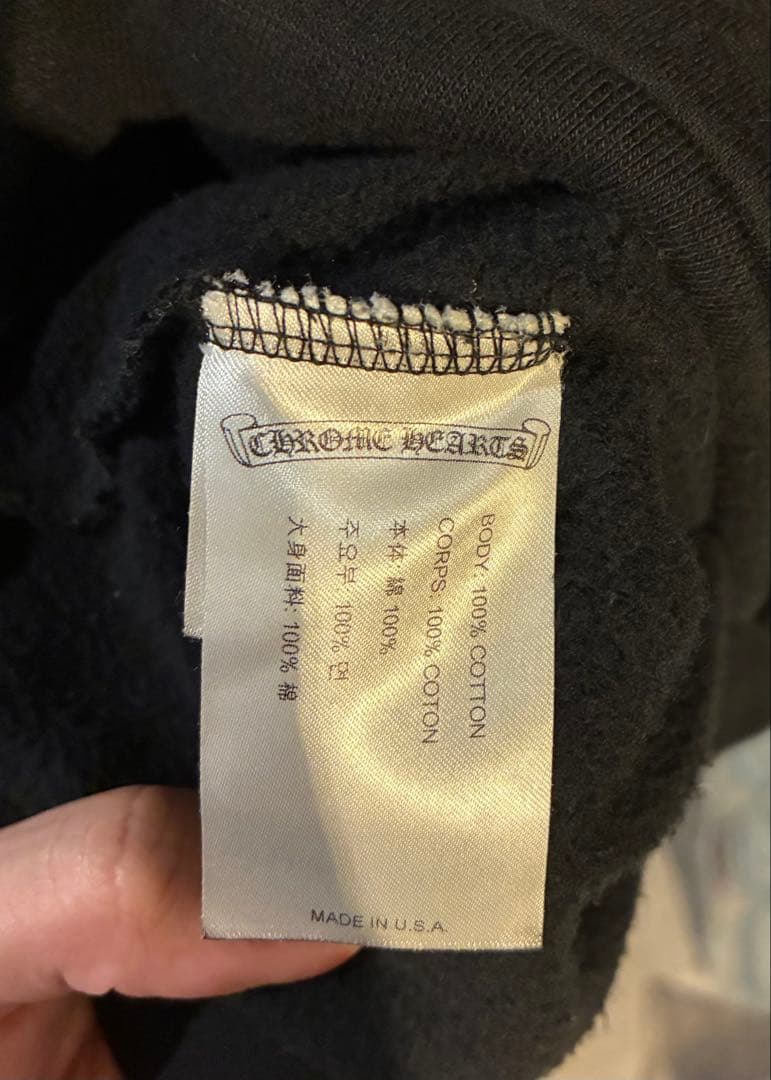 CHROME HEARTS
BODY: 100% COTTON
CORPS: 100% COTON
本体 綿 100%
주요부: 100% 면
大身面料: 100% 棉
MADE IN U.S.A.